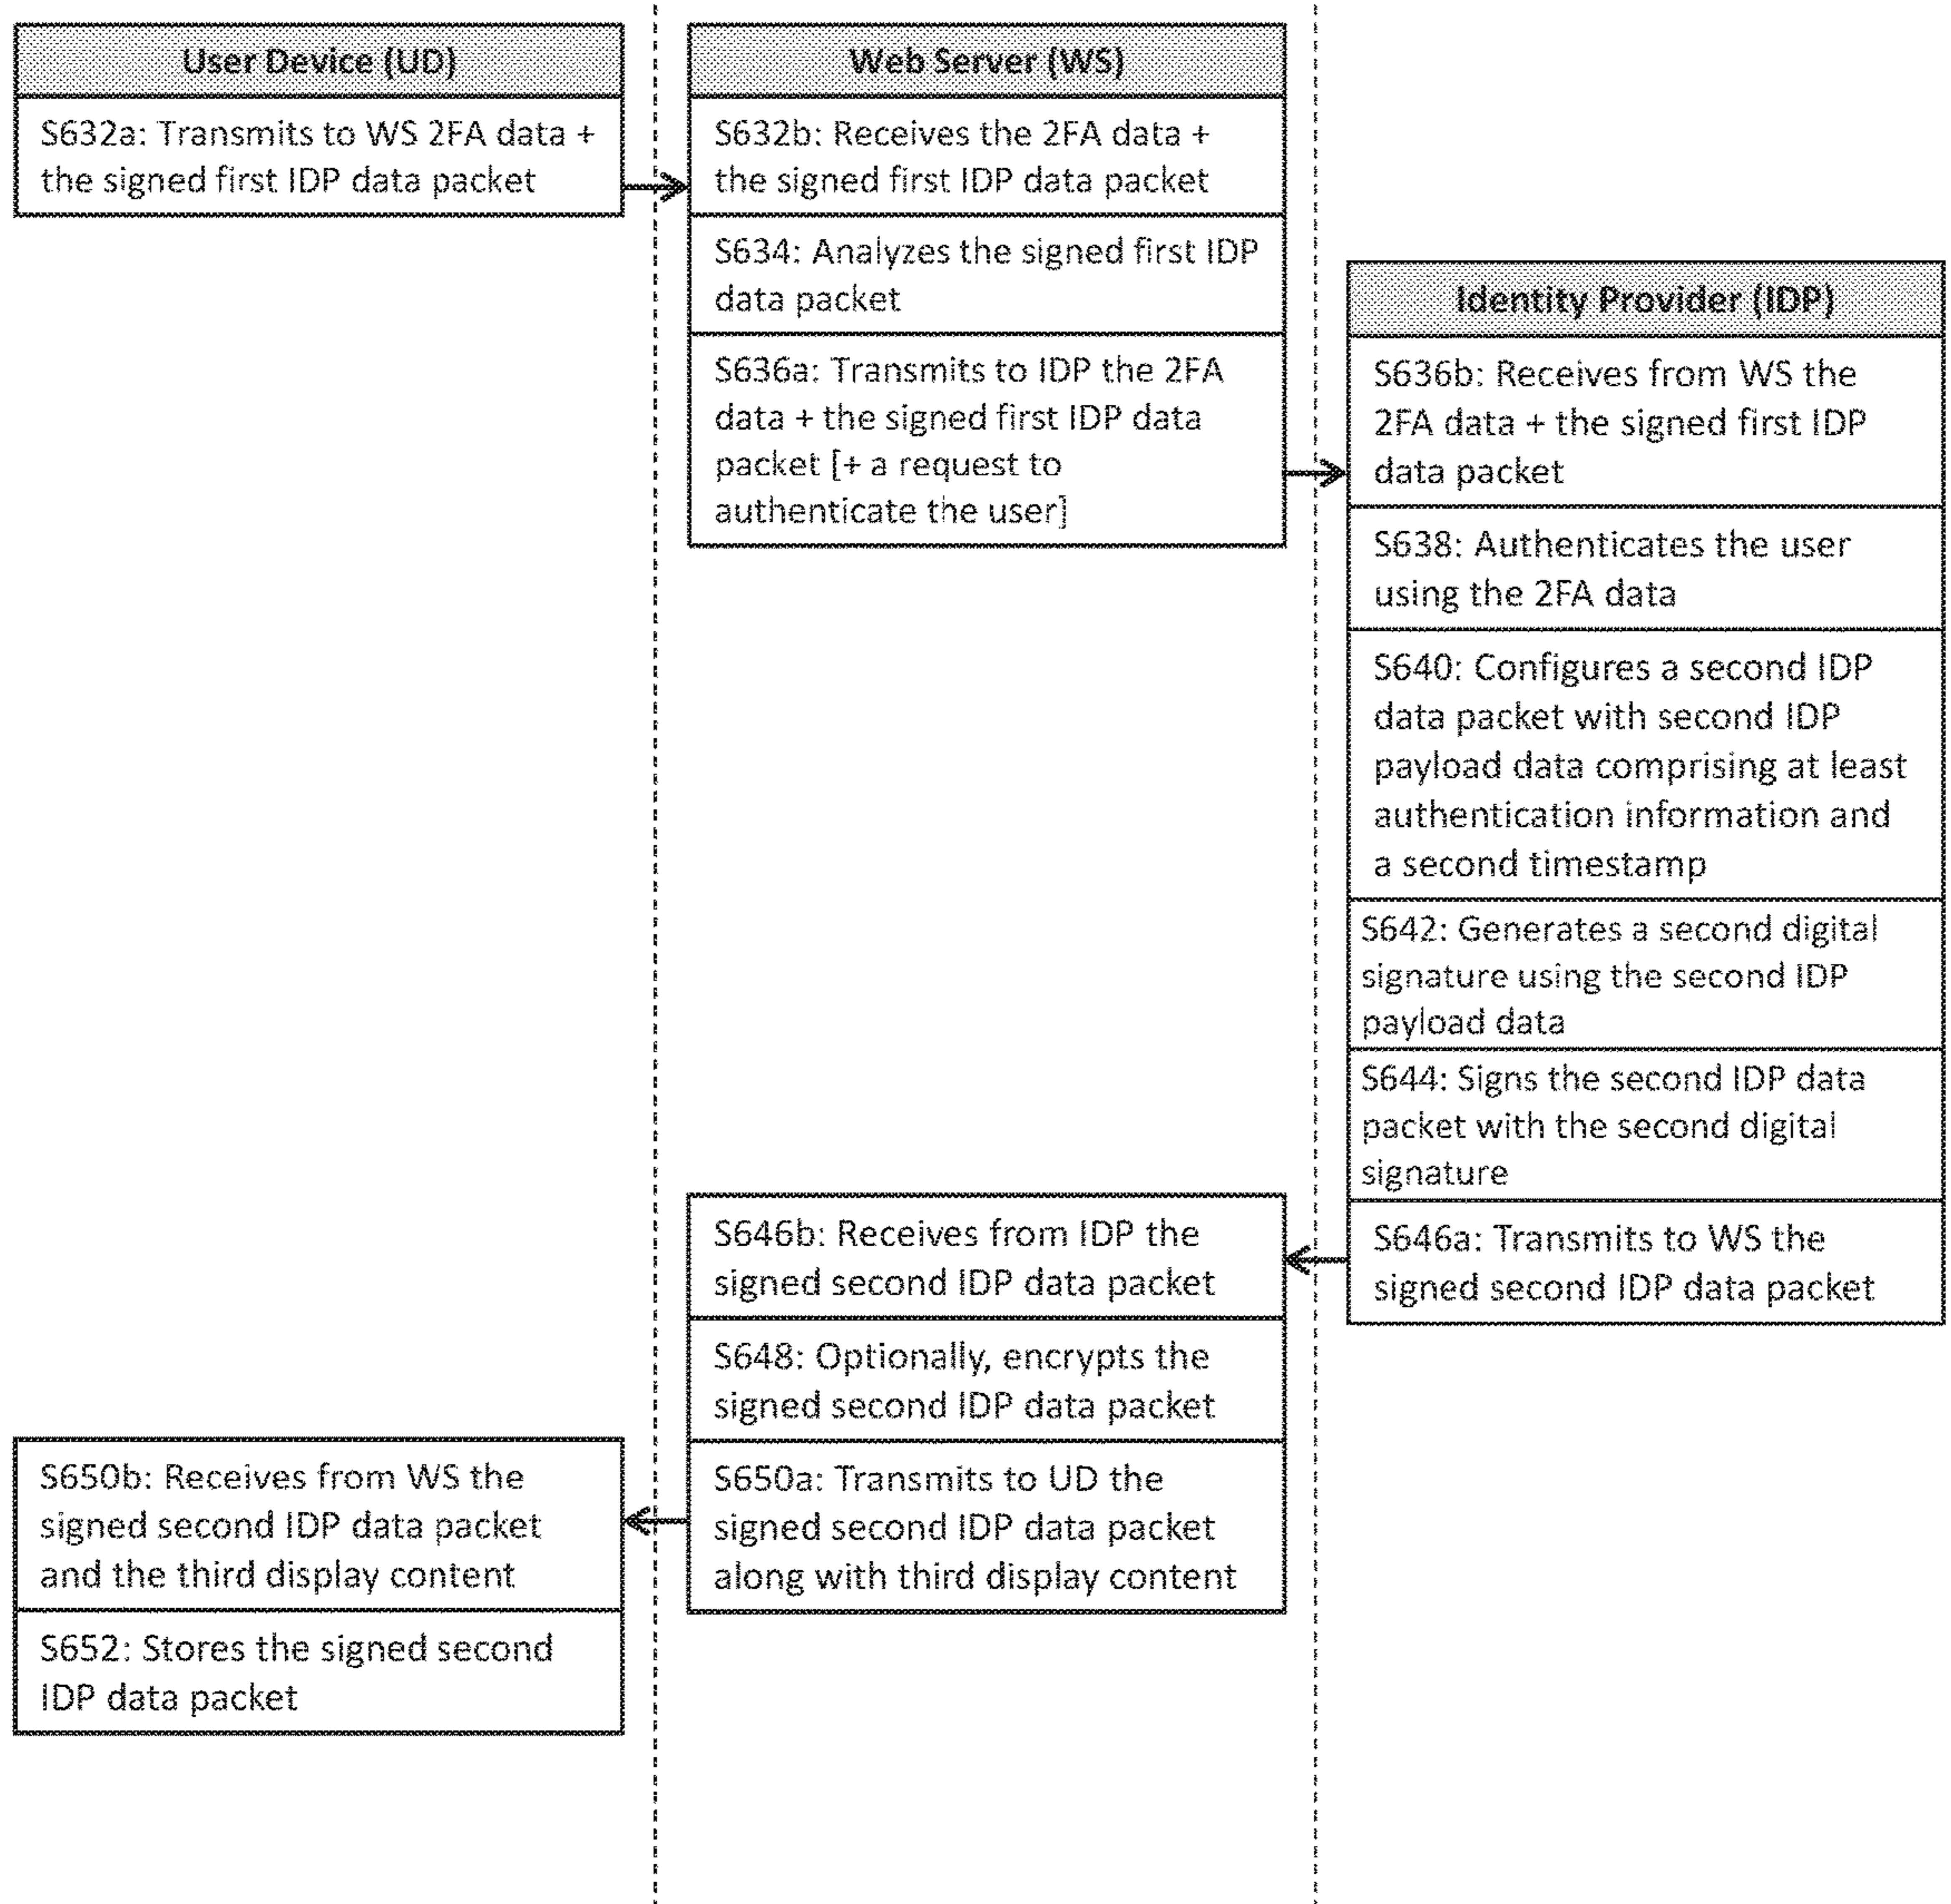 User Device (UD)
S632a: Transmits to WS 2FA data +
the signed first IDP data packet
Web Server (WS)
S632b: Receives the 2FA data +
the signed first IDP data packet
S634: Analyzes the signed first IDP
data packet
S636a: Transmits to IDP the 2FA
data + the signed first IDP data
packet [+ a request to
authenticate the user]
Identity Provider (IDP)
S636b: Receives from WS the
2FA data + the signed first IDP
data packet
S638: Authenticates the user
using the 2FA data
S640: Configures a second IDP
data packet with second IDP
payload data comprising at least
authentication information and
a second timestamp
S642: Generates a second digital
signature using the second IDP
payload data
S644: Signs the second IDP data
packet with the second digital
signature
S646a: Transmits to WS the
signed second IDP data packet
S646b: Receives from IDP the
signed second IDP data packet
S648: Optionally, encrypts the
signed second IDP data packet
S650a: Transmits to UD the
signed second IDP data packet
along with third display content
S650b: Receives from WS the
signed second IDP data packet
and the third display content
S652: Stores the signed second
IDP data packet